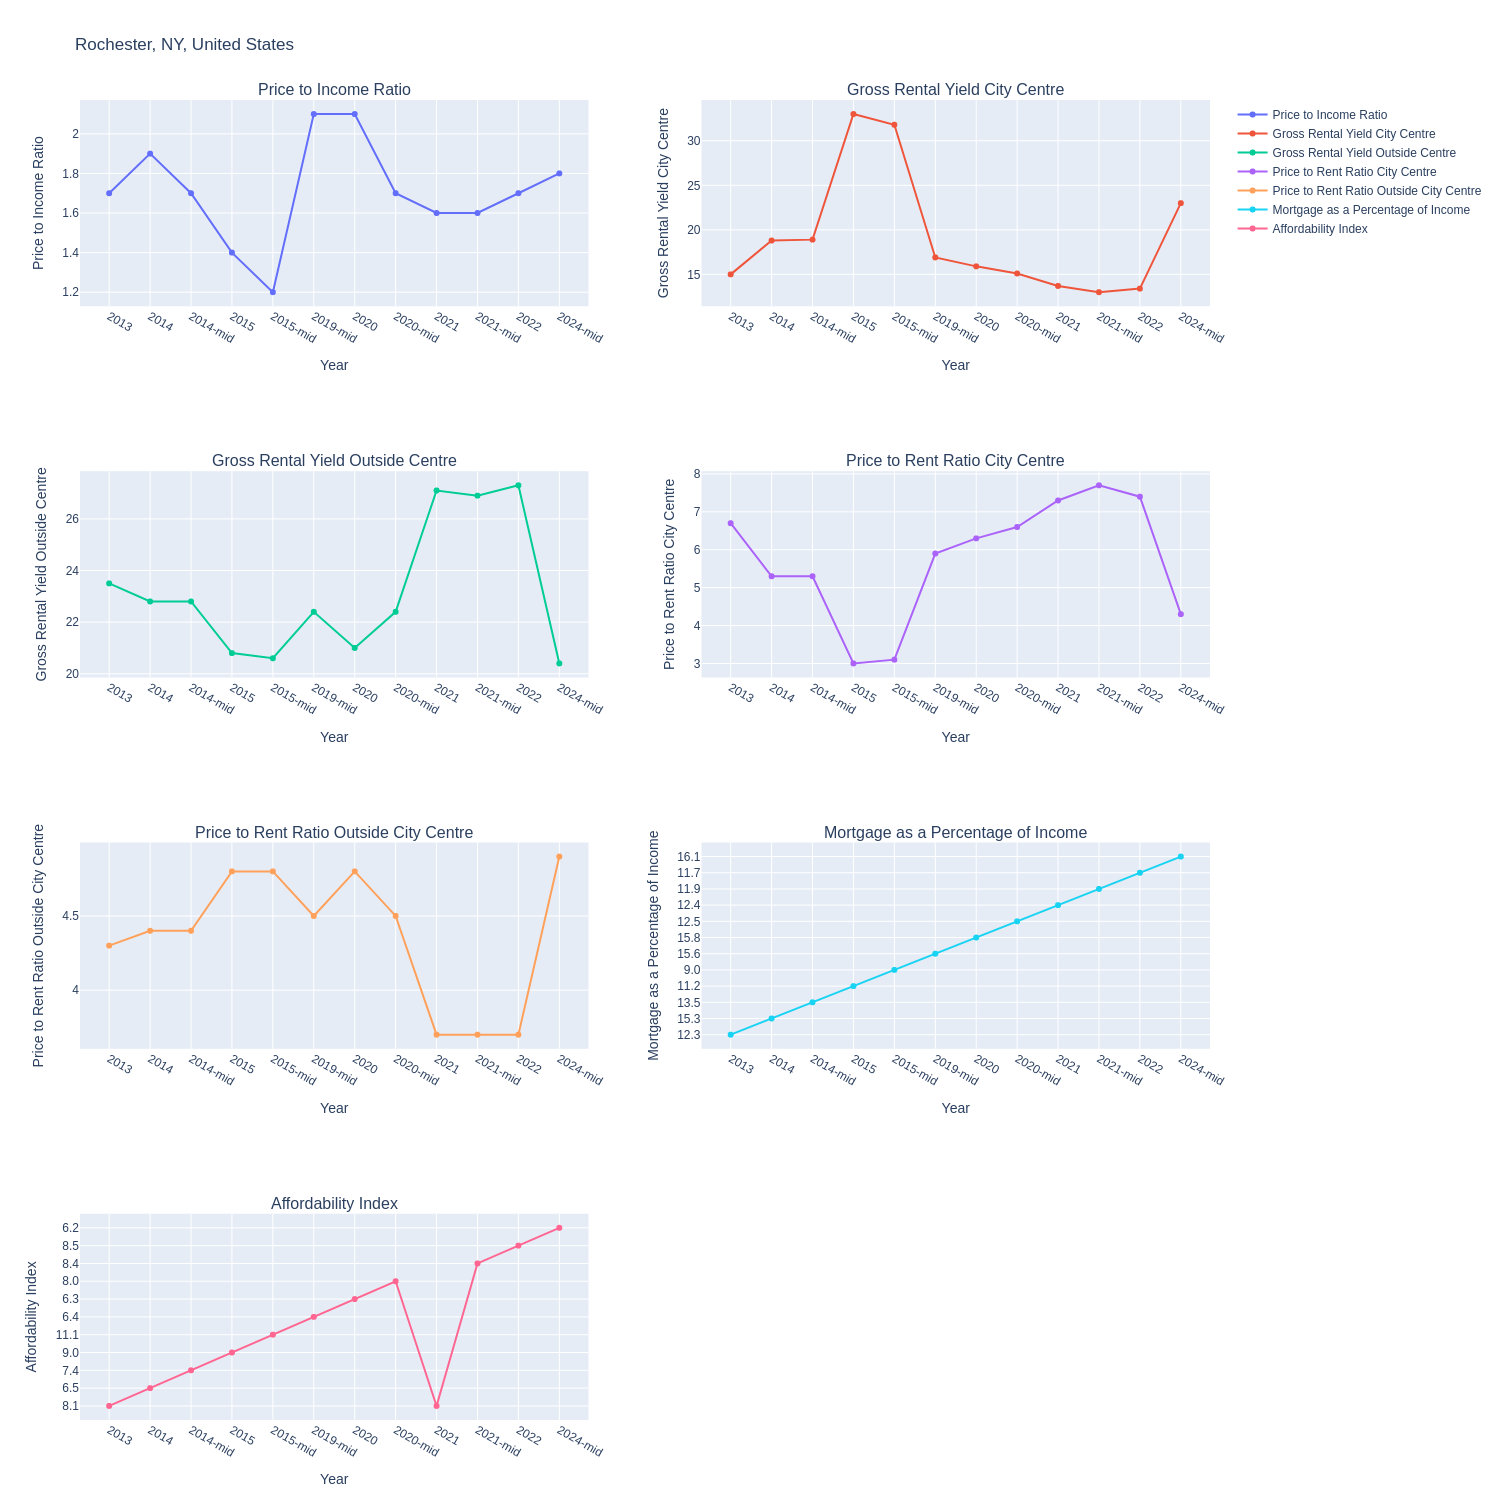 Rochester, NY, United States
Price to Income Ratio
Price to Income Ratio
2
1.8
1.6
1.4
1.2
2013
2014
2014-mid
2015
2015-mid
2019-mid
2020
2020-mid
2021
2021-mid
2022
2024-mid
Year
Gross Rental Yield City Centre
Gross Rental Yield City Centre
30
25
20
15
2013
2014
2014-mid
2015
2015-mid
2019-mid
2020
2020-mid
2021
2021-mid
2022
2024-mid
Year
Price to Income Ratio
Gross Rental Yield City Centre
Gross Rental Yield Outside Centre
Price to Rent Ratio City Centre
Price to Rent Ratio Outside City Centre
Mortgage as a Percentage of Income
Affordability Index
Gross Rental Yield Outside Centre
Gross Rental Yield Outside Centre
26
24
22
20
2013
2014
2014-mid
2015
2015-mid
2019-mid
2020
2020-mid
2021
2021-mid
2022
2024-mid
Year
Price to Rent Ratio City Centre
Price to Rent Ratio City Centre
8
7
6
5
4
3
2013
2014
2014-mid
2015
2015-mid
2019-mid
2020
2020-mid
2021
2021-mid
2022
2024-mid
Year
Price to Rent Ratio Outside City Centre
Price to Rent Ratio Outside City Centre
4.5
4
2013
2014
2014-mid
2015
2015-mid
2019-mid
2020
2020-mid
2021
2021-mid
2022
2024-mid
Year
Mortgage as a Percentage of Income
Mortgage as a Percentage of Income
16.1
11.7
11.9
12.4
12.5
15.8
15.6
9.0
11.2
13.5
15.3
12.3
2013
2014
2014-mid
2015
2015-mid
2019-mid
2020
2020-mid
2021
2021-mid
2022
2024-mid
Year
Affordability Index
Affordability Index
6.2
8.5
8.4
8.0
6.3
6.4
11.1
9.0
7.4
6.5
8.1
2013
2014
2014-mid
2015
2015-mid
2019-mid
2020
2020-mid
2021
2021-mid
2022
2024-mid
Year